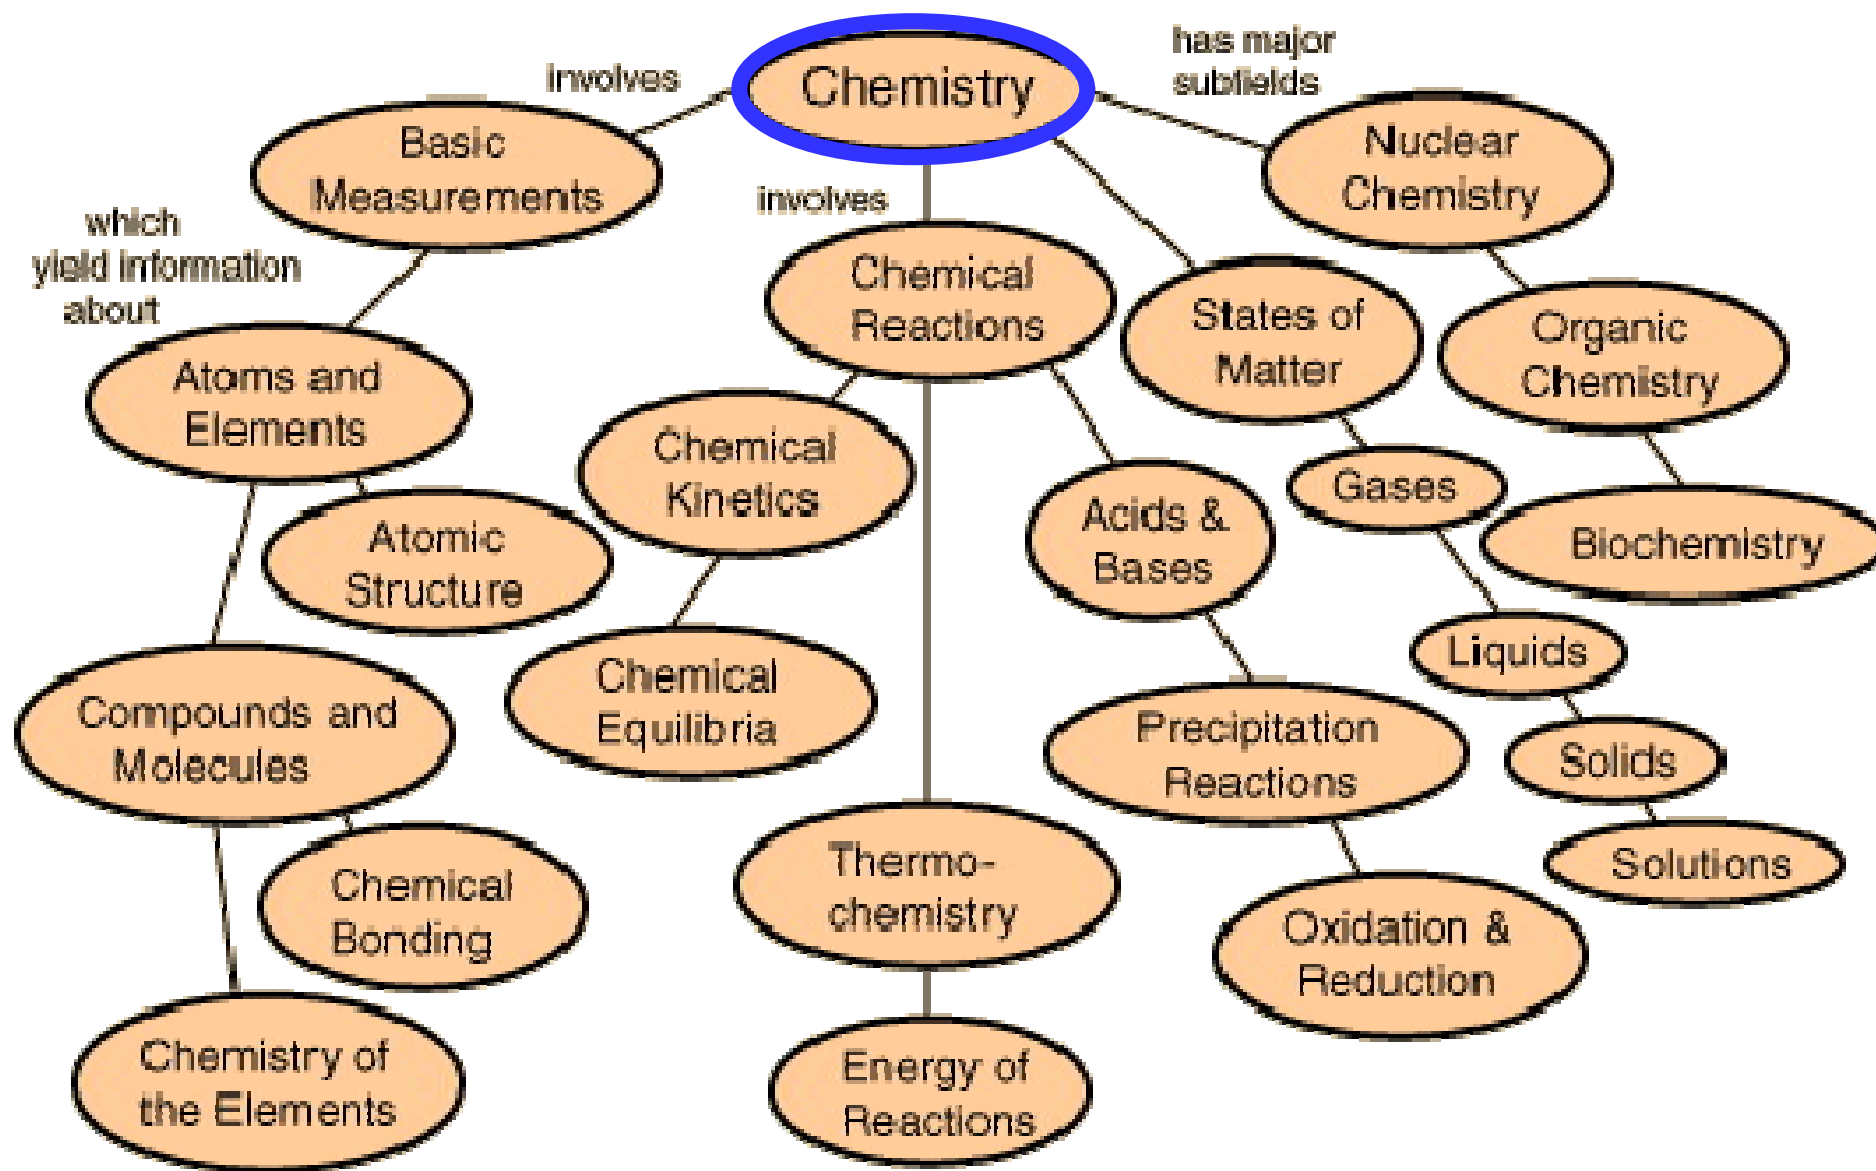 Chemistry
involves
has major
subfields
Basic
Measurements
which
yield information
about
Atoms and
Elements
Atomic
Structure
Compounds and
Molecules
Chemical
Bonding
Chemistry of
the Elements
involves
Chemical
Reactions
Chemical
Kinetics
Chemical
Equilibria
Thermo-
chemistry
Energy of
Reactions
Acids &
Bases
Precipitation
Reactions
Oxidation &
Reduction
States of
Matter
Gases
Liquids
Solids
Solutions
Nuclear
Chemistry
Organic
Chemistry
Biochemistry